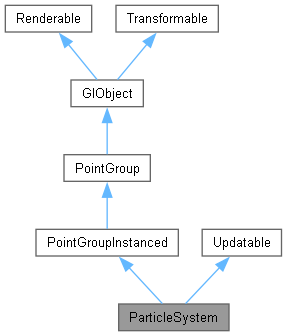 Renderable
Transformable
GlObject
PointGroup
PointGroupInstanced
Updatable
ParticleSystem